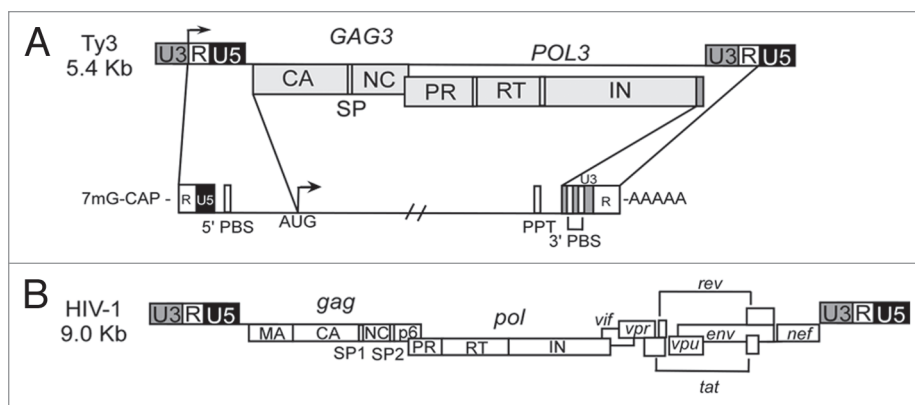 A
Ty3
5.4 Kb
GAG3
POL3
U3 R U5
U3 R U5
CA NC
SP
PR RT IN
7mG-CAP - R U5
5' PBS
AUG
PPT
U3
R -AAAAA
3' PBS
B
HIV-1
9.0 Kb
U3 R U5
gag
MA CA NC p6
SP1 SP2
pol
PR RT IN
vif
vpr
rev
vpu
env
tat
nef
U3 R U5